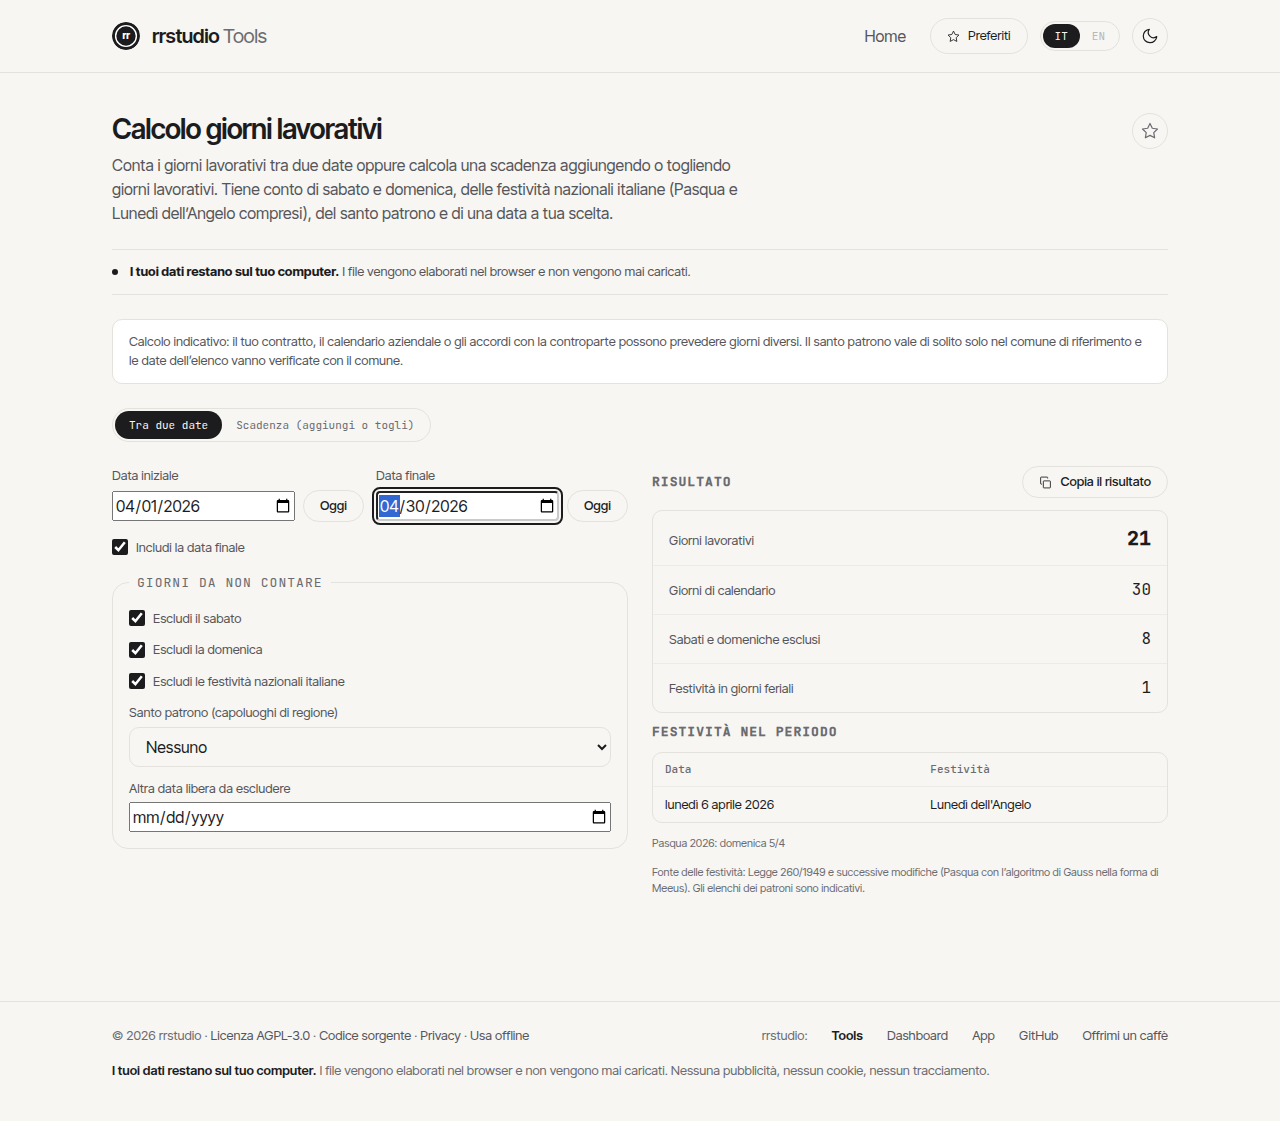 rr rrstudio Tools
Home
Preferiti
IT EN
Calcolo giorni lavorativi
Conta i giorni lavorativi tra due date oppure calcola una scadenza aggiungendo o togliendo
giorni lavorativi. Tiene conto di sabato e domenica, delle festività nazionali italiane (Pasqua e
Lunedì dell’Angelo compresi), del santo patrono e di una data a tua scelta.
I tuoi dati restano sul tuo computer. I file vengono elaborati nel browser e non vengono mai caricati.
Calcolo indicativo: il tuo contratto, il calendario aziendale o gli accordi con la controparte possono prevedere giorni diversi. Il santo patrono vale di solito solo nel comune di riferimento e
le date dell’elenco vanno verificate con il comune.
Tra due date
Scadenza (aggiungi o togli)
Data iniziale
04/01/2026
Oggi
Data finale
04/30/2026
Oggi
Includi la data finale
GIORNI DA NON CONTARE
Escludi il sabato
Escludi la domenica
Escludi le festività nazionali italiane
Santo patrono (capoluoghi di regione)
Nessuno
Altra data libera da escludere
mm/dd/yyyy
RISULTATO
Copia il risultato
Giorni lavorativi 21
Giorni di calendario 30
Sabati e domeniche esclusi 8
Festività in giorni feriali 1
FESTIVITÀ NEL PERIODO
Data Festività
lunedì 6 aprile 2026 Lunedì dell'Angelo
Pasqua 2026: domenica 5/4
Fonte delle festività: Legge 260/1949 e successive modifiche (Pasqua con l’algoritmo di Gauss nella forma di
Meeus). Gli elenchi dei patroni sono indicativi.
© 2026 rrstudio · Licenza AGPL-3.0 · Codice sorgente · Privacy · Usa offline
rrstudio: Tools Dashboard App GitHub Offrimi un caffè
I tuoi dati restano sul tuo computer. I file vengono elaborati nel browser e non vengono mai caricati. Nessuna pubblicità, nessun cookie, nessun tracciamento.